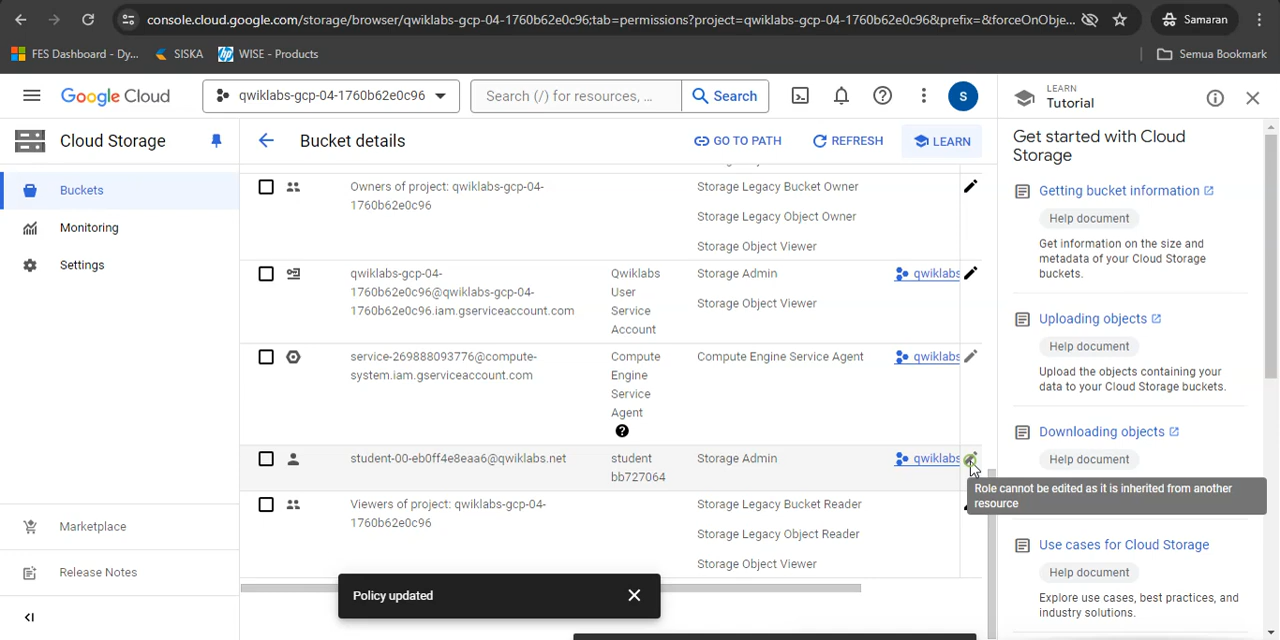 console.cloud.google.com/storage/browser/qwiklabs-gcp-04-1760b62e0c96;tab=permissions?project=qwiklabs-gcp-04-1760b62e0c96&prefix=&forceOnObje...
Samaran
FES Dashboard - Dy...
SISKA
WISE - Products
Semua Bookmark
Google Cloud
qwiklabs-gcp-04-1760b62e0c96
Search (/) for resources, ...
Search
S
LEARN
Tutorial
Cloud Storage
Bucket details
GO TO PATH
REFRESH
LEARN
Get started with Cloud
Storage
Buckets
Monitoring
Settings
Marketplace
Release Notes
Owners of project: qwiklabs-gcp-04-
1760b62e0c96
Storage Legacy Bucket Owner
Storage Legacy Object Owner
Storage Object Viewer
qwiklabs-gcp-04-
1760b62e0c96@qwiklabs-gcp-04-
1760b62e0c96.iam.gserviceaccount.com
Qwiklabs
User
Service
Account
Storage Admin
Storage Object Viewer
qwiklabs
service-269888093776@compute-
system.iam.gserviceaccount.com
Compute
Engine
Service
Agent
Compute Engine Service Agent
qwiklabs
student-00-eb0ff4e8eaa6@qwiklabs.net
student
bb727064
Storage Admin
qwiklabs
Viewers of project: qwiklabs-gcp-04-
1760b62e0c96
Storage Legacy Bucket Reader
Storage Legacy Object Reader
Storage Object Viewer
Policy updated
Getting bucket information
Help document
Get information on the size and
metadata of your Cloud Storage
buckets.
Uploading objects
Help document
Upload the objects containing your
data to your Cloud Storage buckets.
Downloading objects
Help document
Role cannot be edited as it is inherited from another
resource
Use cases for Cloud Storage
Help document
Explore use cases, best practices, and
industry solutions.